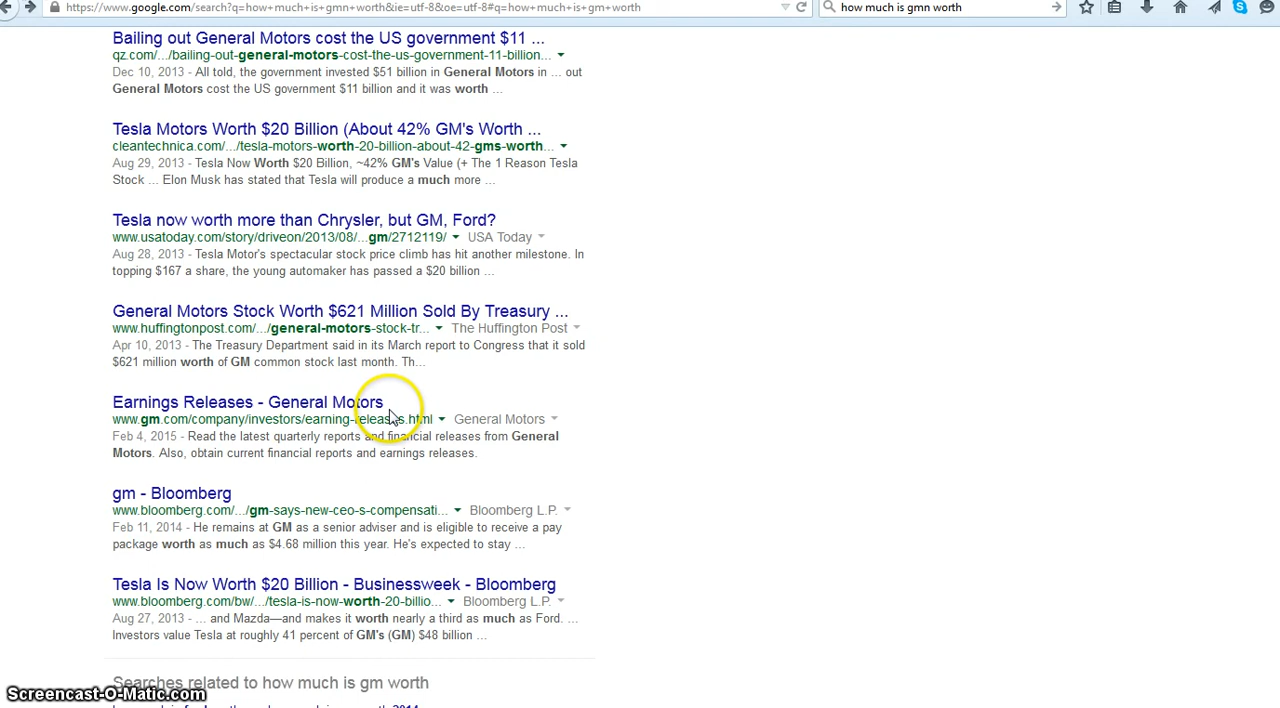 https://www.google.com/search?q=how+much+is+gmn+worth&ie=utf-8&oe=utf-8#q=how+much+is+gm+worth
how much is gmn worth
Bailing out General Motors cost the US government $11 ...
qz.com/.../bailing-out-general-motors-cost-the-us-government-11-billion...
Dec 10, 2013 - All told, the government invested $51 billion in General Motors in ... out
General Motors cost the US government $11 billion and it was worth ...
Tesla Motors Worth $20 Billion (About 42% GM's Worth ...
cleantechnica.com/.../tesla-motors-worth-20-billion-about-42-gms-worth...
Aug 29, 2013 - Tesla Now Worth $20 Billion, ~42% GM's Value (+ The 1 Reason Tesla
Stock ... Elon Musk has stated that Tesla will produce a much more ...
Tesla now worth more than Chrysler, but GM, Ford?
www.usatoday.com/story/driveon/2013/08/...gm/2712119/ USA Today
Aug 28, 2013 - Tesla Motor's spectacular stock price climb has hit another milestone. In
topping $167 a share, the young automaker has passed a $20 billion ...
General Motors Stock Worth $621 Million Sold By Treasury ...
www.huffingtonpost.com/.../general-motors-stock-tr... The Huffington Post
Apr 10, 2013 - The Treasury Department said in its March report to Congress that it sold
$621 million worth of GM common stock last month. Th...
Earnings Releases - General Motors
www.gm.com/company/investors/earning-releases.html General Motors
Feb 4, 2015 - Read the latest quarterly reports and financial releases from General
Motors. Also, obtain current financial reports and earnings releases.
gm - Bloomberg
www.bloomberg.com/.../gm-says-new-ceo-s-compensati... Bloomberg L.P.
Feb 11, 2014 - He remains at GM as a senior adviser and is eligible to receive a pay
package worth as much as $4.68 million this year. He's expected to stay ...
Tesla Is Now Worth $20 Billion - Businessweek - Bloomberg
www.bloomberg.com/bw/.../tesla-is-now-worth-20-billio... Bloomberg L.P.
Aug 27, 2013 - ... and Mazda—and makes it worth nearly a third as much as Ford. ...
Investors value Tesla at roughly 41 percent of GM's (GM) $48 billion ...
Searches related to how much is gm worth
Screencast-O-Matic.com